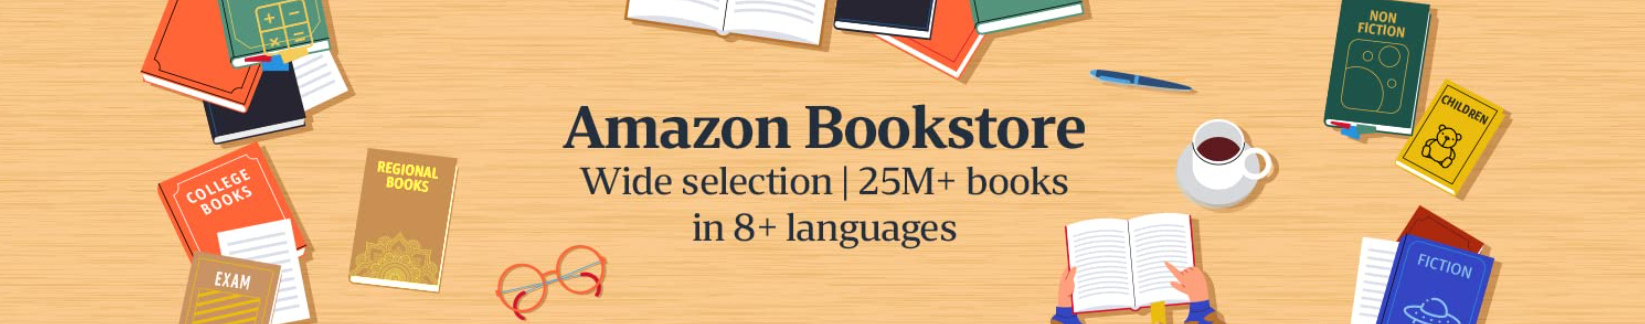 Amazon Bookstore
Wide selection | 25M+ books
in 8+ languages
COLLEGE
BOOKS
EXAM
REGIONAL
BOOKS
NON
FICTION
CHILDREN
FICTION